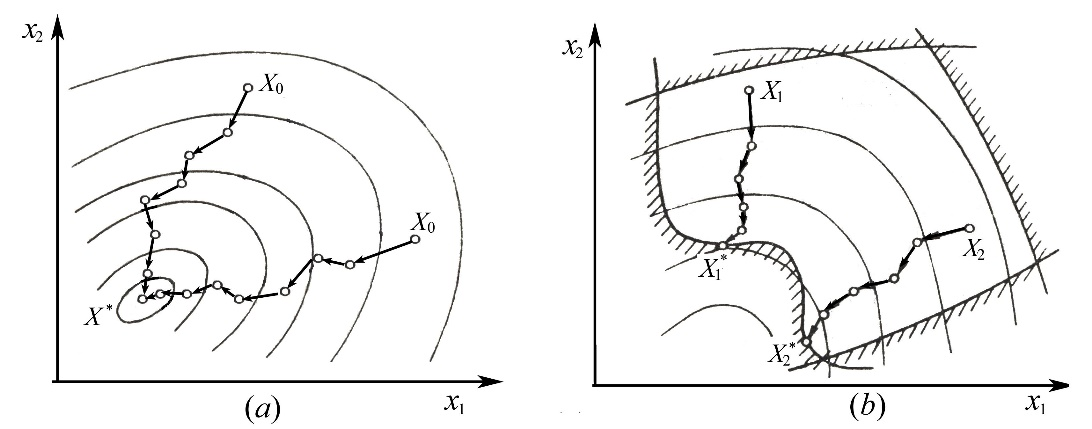 x₂
X₀
X₀
X*
x₁
(a)
x₂
X₁
X₂
X₁*
X₂*
x₁
(b)